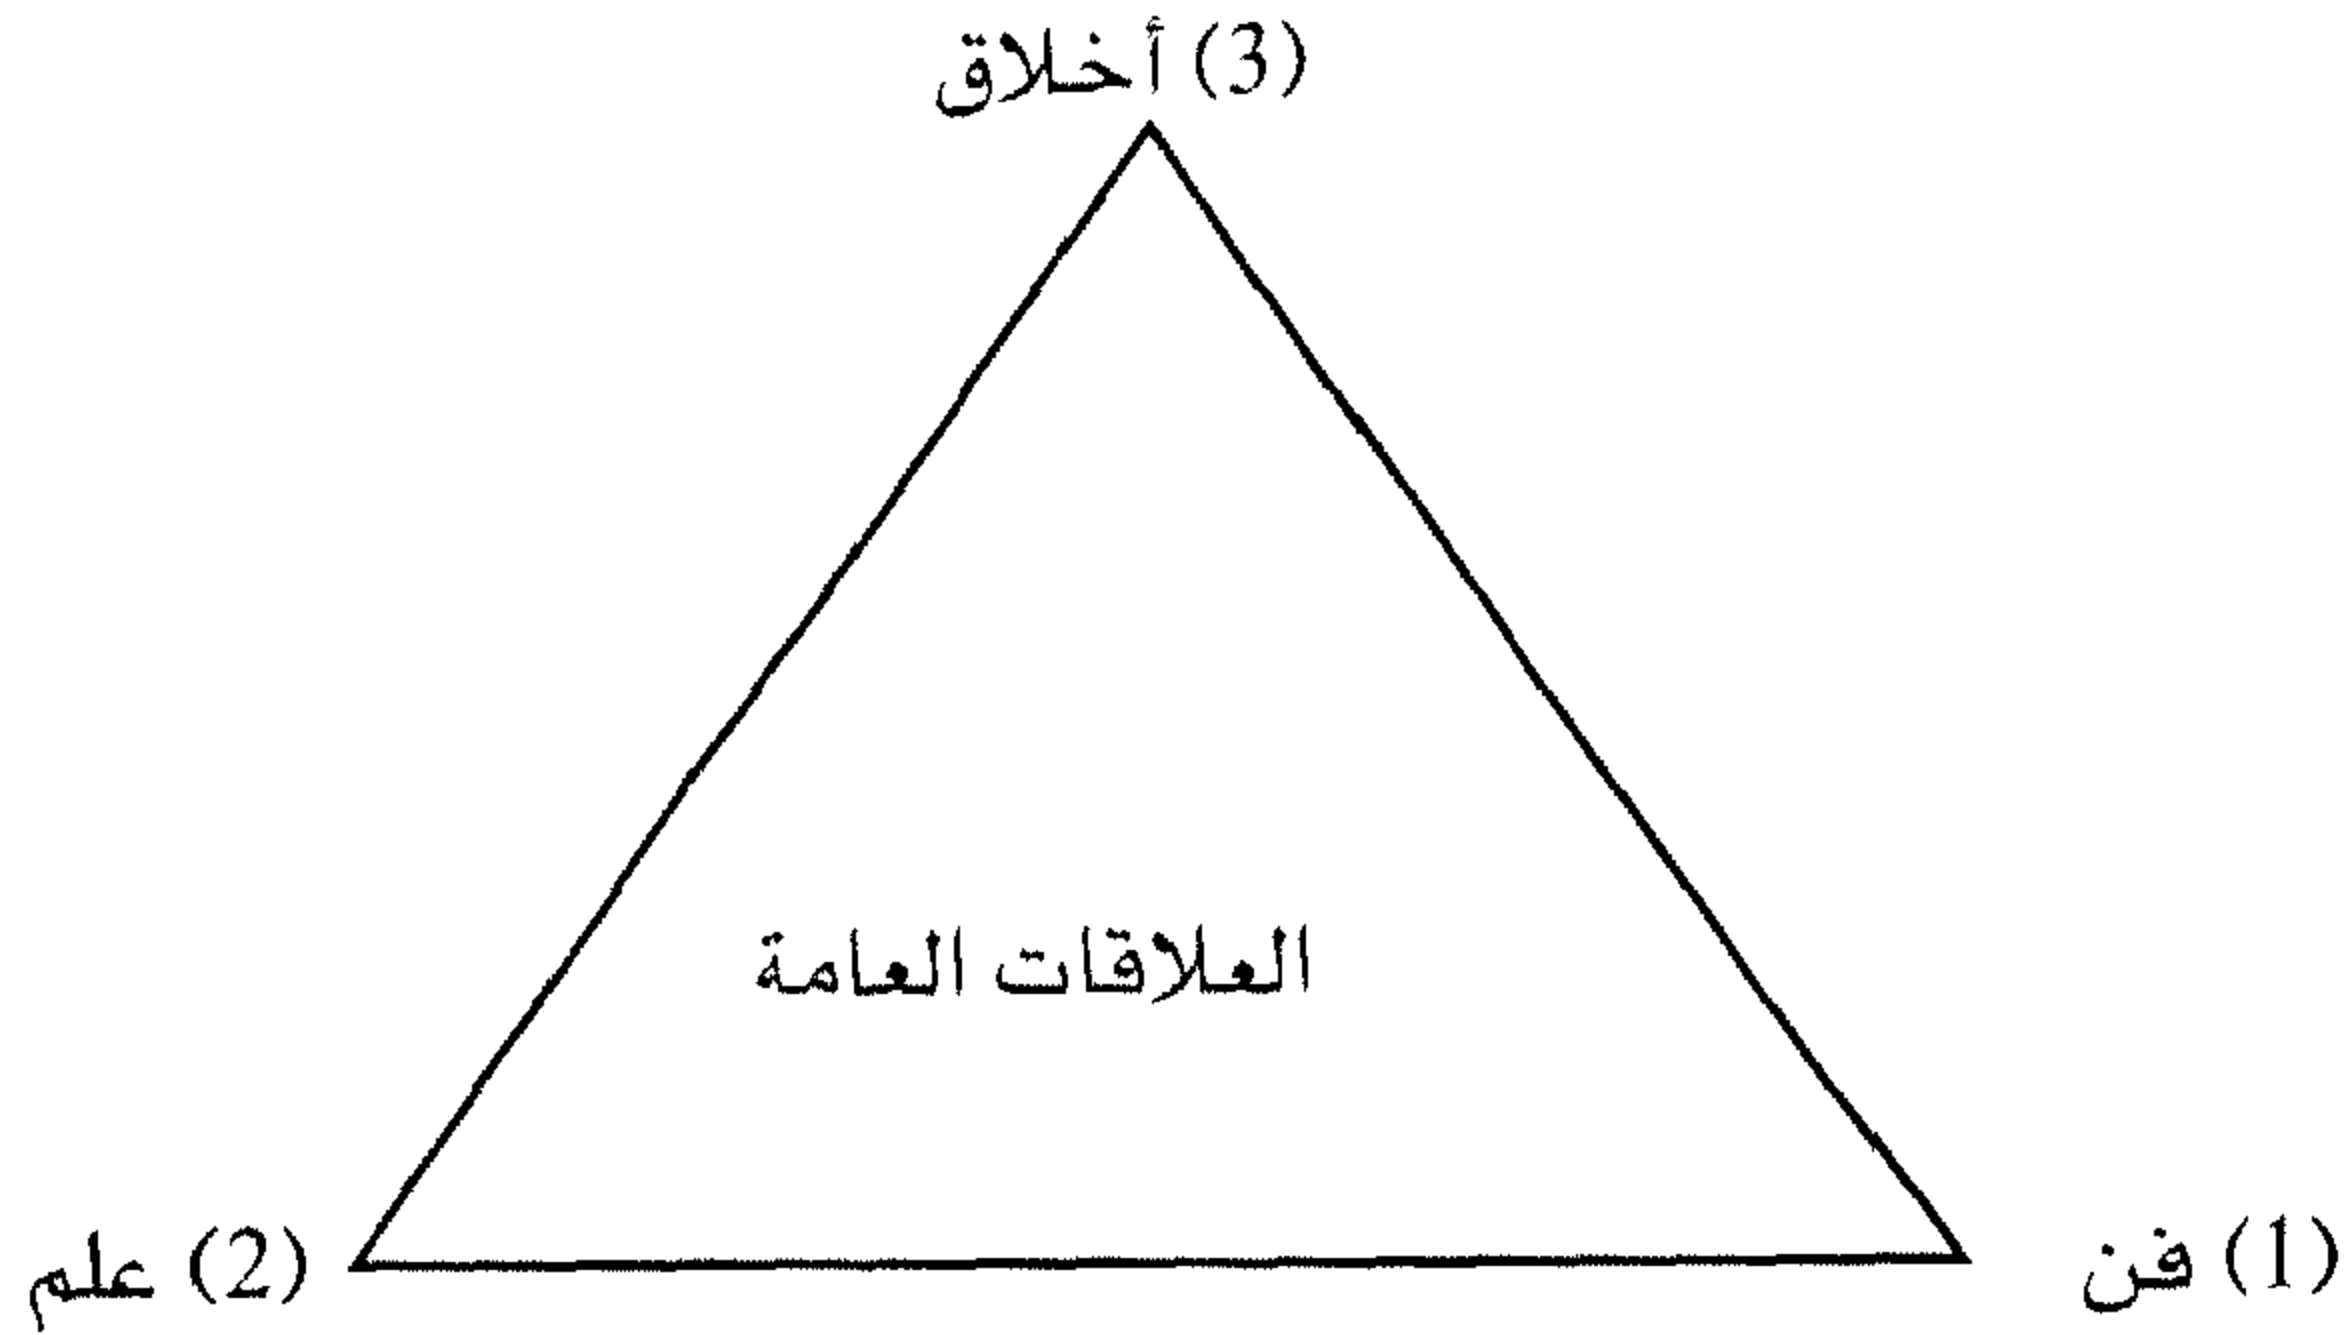 (3) أخلاق
العلاقات العامة
(1) فن
(2) علم